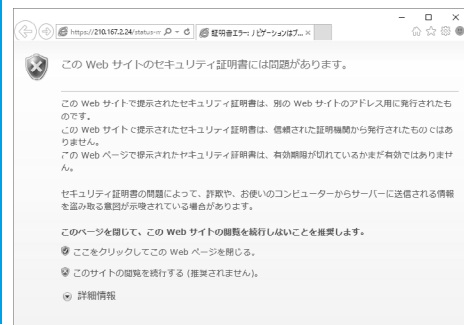 https://210.167.2.24/status-rr
証明書エラー: ナビゲーションはブ...
この Web サイトのセキュリティ証明書には問題があります。
この Web サイトで提示されたセキュリティ証明書は、別の Web サイトのアドレス用に発行されたも
のです。
この Web サイトで提示されたセキュリティ証明書は、信頼された証明機関から発行されたものではあ
りません。
この Web ページで提示されたセキュリティ証明書は、有効期限が切れているかまだ有効ではありませ
ん。
セキュリティ証明書の問題によって、詐欺や、お使いのコンピューターからサーバーに送信される情報
を盗み取る意図が示唆されている場合があります。
このページを閉じて、この Web サイトの閲覧を続行しないことを推奨します。
ここをクリックしてこの Web ページを閉じる。
このサイトの閲覧を続行する (推奨されません)。
詳細情報